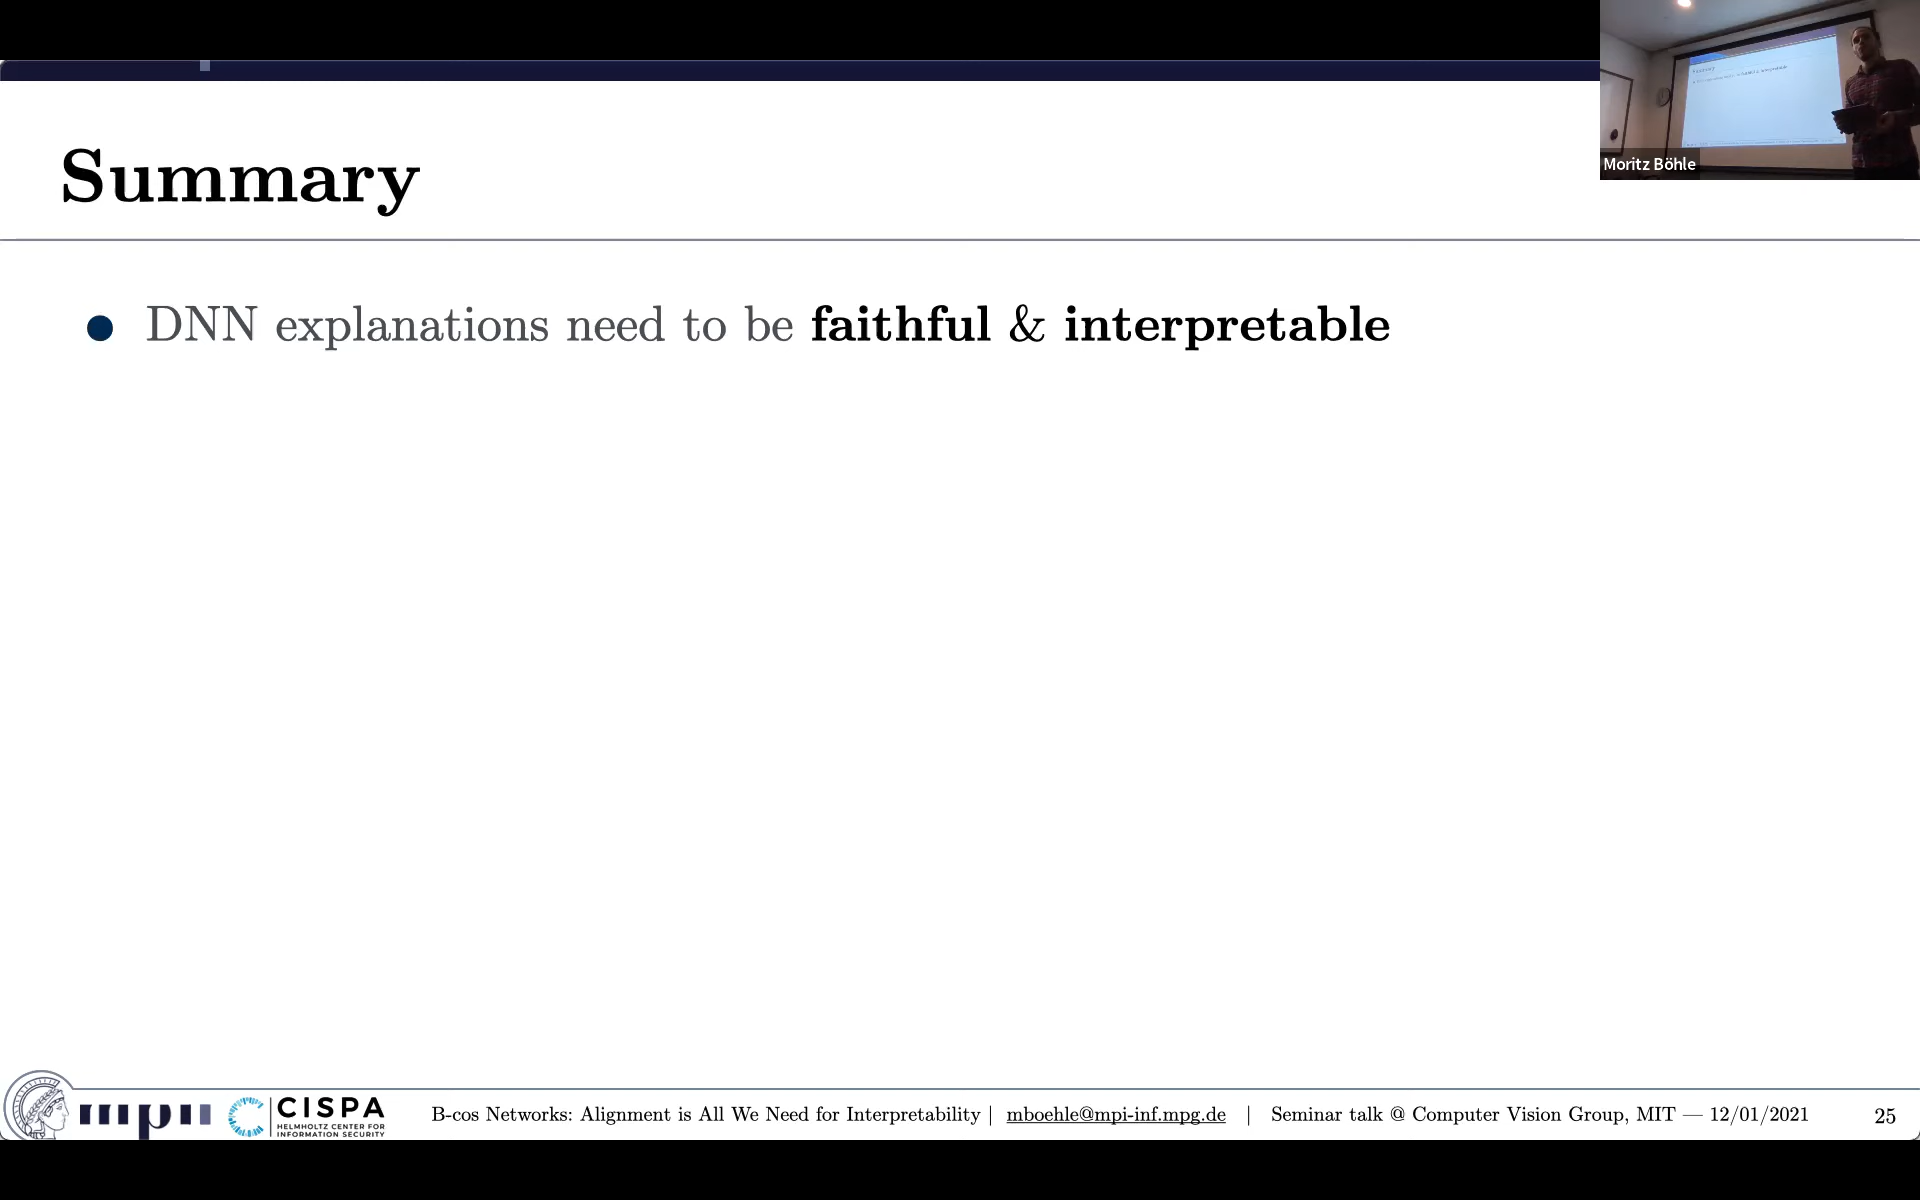 Moritz Böhle
Summary
• DNN explanations need to be faithful & interpretable
mpii
CISPA
HELMHOLTZ CENTER FOR
INFORMATION SECURITY
B-cos Networks: Alignment is All We Need for Interpretability | mboehle@mpi-inf.mpg.de | Seminar talk @ Computer Vision Group, MIT — 12/01/2021
25